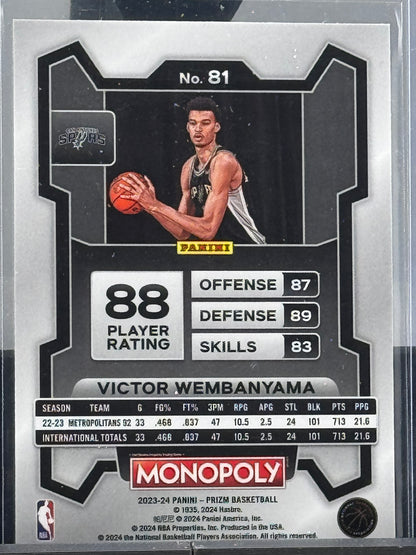 No. 81
SAN ANTONIO
SPURS
PANINI
88
PLAYER
RATING
OFFENSE 87
DEFENSE 89
SKILLS 83
VICTOR WEMBANYAMA
SEASON TEAM G FG% FT% 3PM RPG APG STL BLK PTS PPG
22-23 METROPOLITANS 92 33 .468 .837 47 10.5 2.5 24 101 713 21.6
INTERNATIONAL TOTALS 33 .468 .837 47 10.5 2.5 24 101 713 21.6
MONOPOLY
2023-24 PANINI – PRIZM BASKETBALL
© 1935, 2024 Hasbro.
© 2024 Panini America, Inc.
© 2024 NBA Properties, Inc. Produced in the USA.
© 2024 the National Basketball Players Association. All rights reserved.
NBA